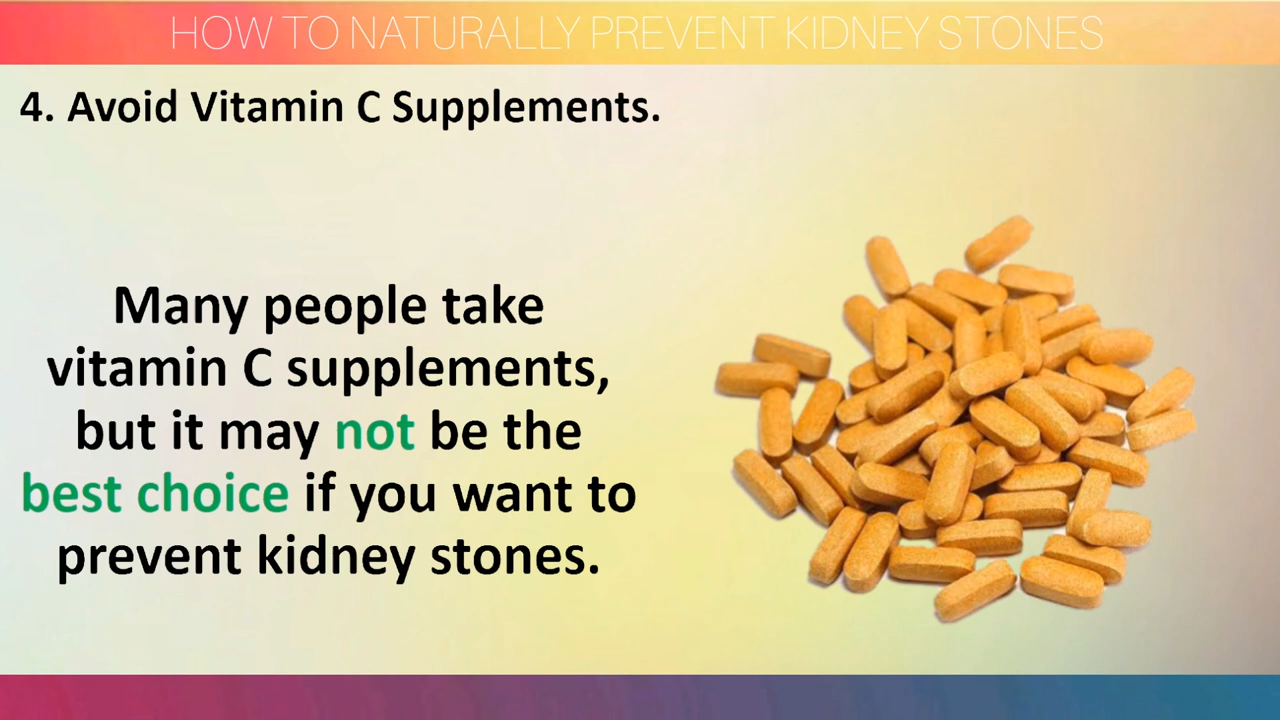 HOW TO NATURALLY PREVENT KIDNEY STONES
4. Avoid Vitamin C Supplements.
Many people take
vitamin C supplements,
but it may not be the
best choice if you want to
prevent kidney stones.